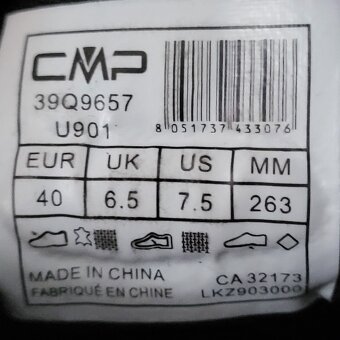 CMP
39Q9657
U901
8 051737 433076
EUR UK US MM
40 6.5 7.5 263
MADE IN CHINA CA 32173
FABRIQUÉ EN CHINE LKZ903000